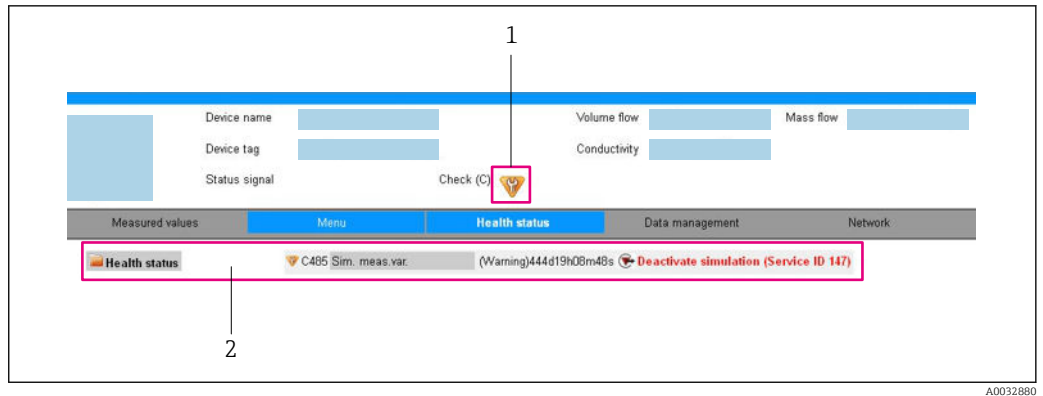 1
Device name
Volume flow
Mass flow
Device tag
Conductivity
Status signal
Check (C)
Measured values
Menu
Health status
Data management
Network
Health status
C485 Sim. meas.var.
(Warning)444d19h08m48s
Deactivate simulation (Service ID 147)
2
A0032880